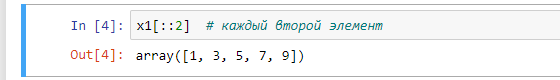 In [4]: x1[::2]  # каждый второй элемент
Out[4]: array([1, 3, 5, 7, 9])